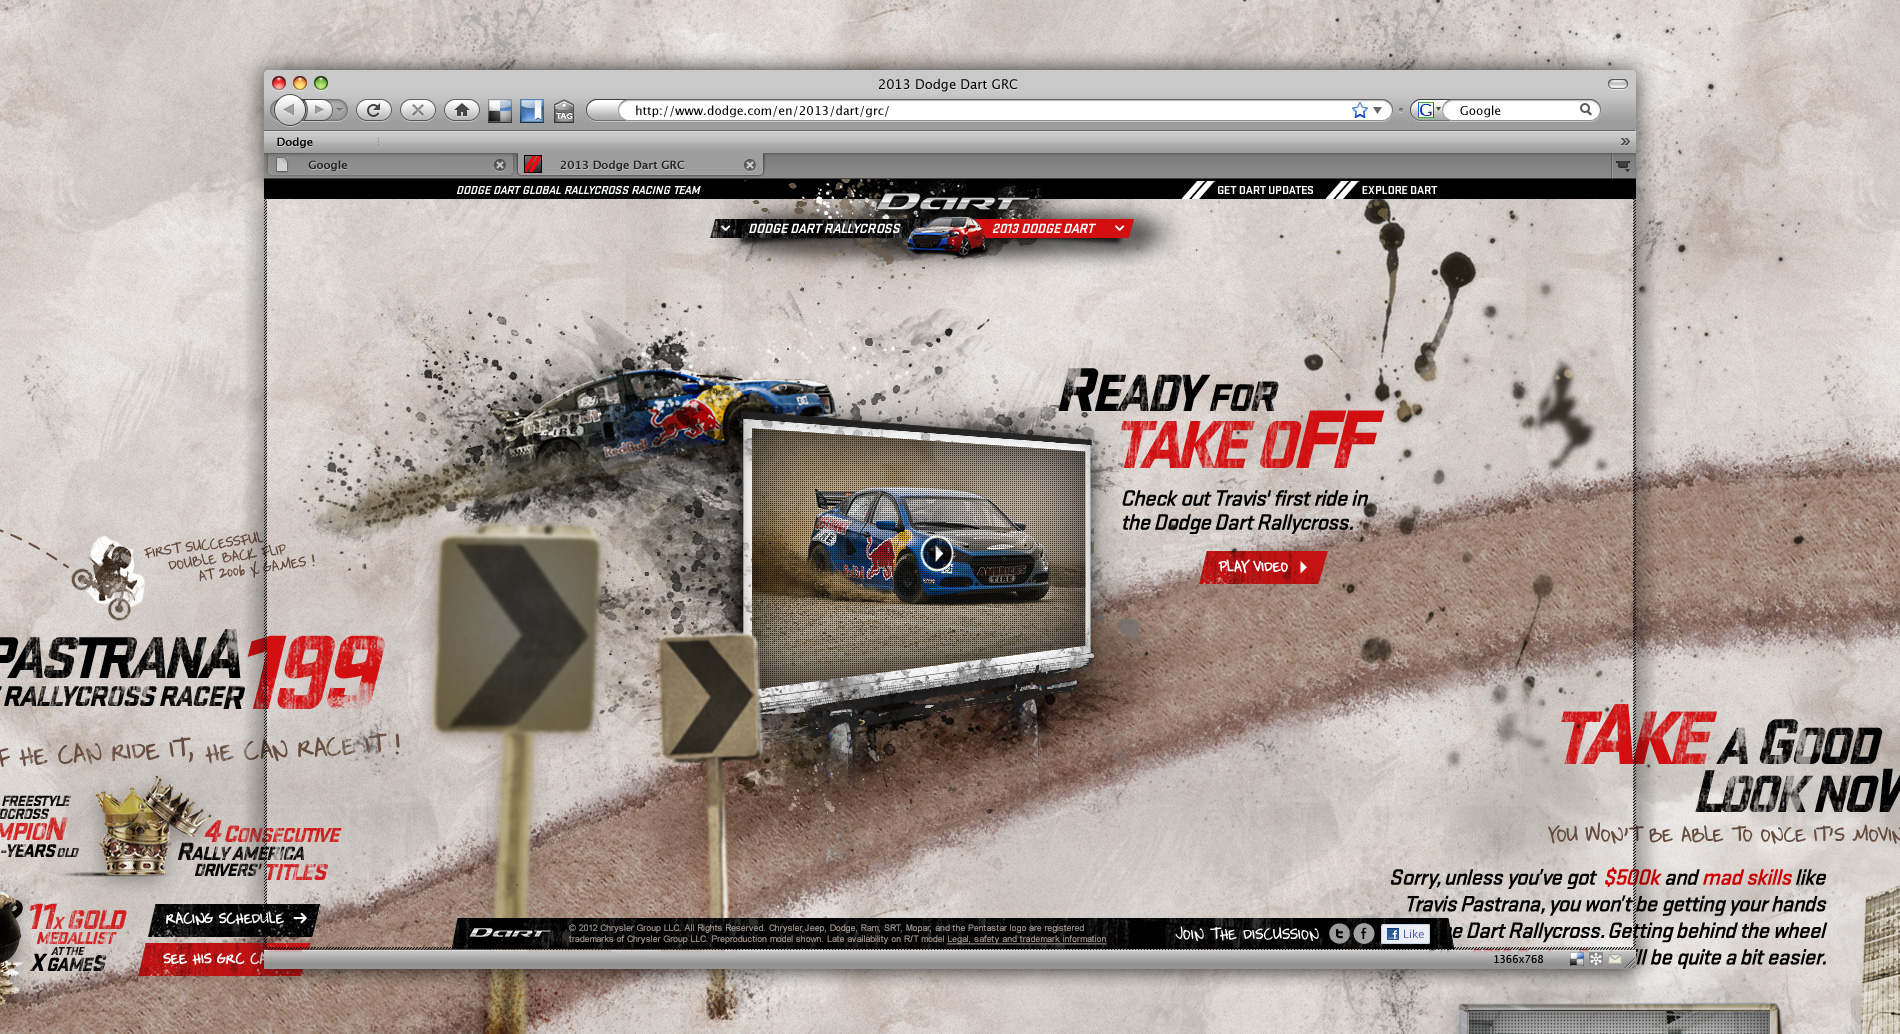 2013 Dodge Dart GRC
TAG
http://www.dodge.com/en/2013/dart/grc/
G
Google
Dodge
»
Google
2013 Dodge Dart GRC
DODGE DART GLOBAL RALLYCROSS RACING TEAM
DART
GET DART UPDATES
EXPLORE DART
DODGE DART RALLYCROSS
2013 DODGE DART
READY FOR
TAKE OFF
Check out Travis' first ride in
the Dodge Dart Rallycross.
PLAY VIDEO
DC
RedBull
RedBull
AMERICA'S
TIRE
FIRST SUCCESSFUL
DOUBLE BACK FLIP
AT 2006 X GAMES !
PASTRANA 199
RALLYCROSS RACER
F HE CAN RIDE IT, HE CAN RACE IT !
FREESTYLE
OCROSS
MPION
-YEARS OLD
4 CONSECUTIVE
RALLY AMERICA
DRIVERS' TITLES
11X GOLD
MEDALLIST
AT THE
X GAMES
RACING SCHEDULE
SEE HIS GRC CA
TAKE A GOOD
LOOK NOW
YOU WON'T BE ABLE TO ONCE IT'S MOVIN
Sorry, unless you've got $500k and mad skills like
Travis Pastrana, you won't be getting your hands
e Dart Rallycross. Getting behind the wheel
ll be quite a bit easier.
DART
© 2012 Chrysler Group LLC. All Rights Reserved. Chrysler,Jeep, Dodge, Ram, SRT, Mopar, and the Pentastar logo are registered
trademarks of Chrysler Group LLC. Preproduction model shown. Late availability on R/T model Legal, safety and trademark information
JOIN THE DISCUSSION
t
f
f Like
1366x768